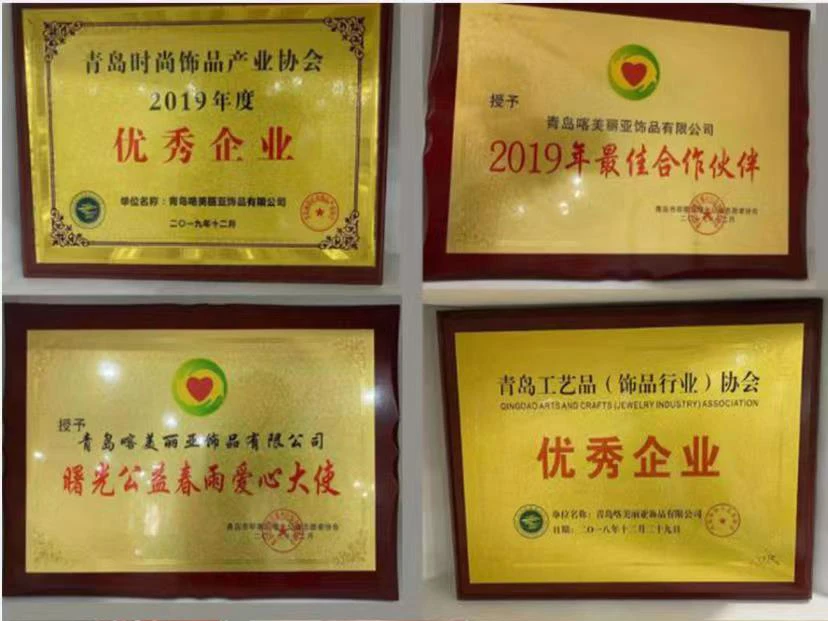 青岛时尚饰品产业协会
2019年度
优秀企业
单位名称：青岛喀美丽亚饰品有限公司
二〇一九年十二月
授予
青岛喀美丽亚饰品有限公司
2019年最佳合作伙伴
授予
青岛喀美丽亚饰品有限公司
曙光公益春雨爱心大使
青岛工艺品（饰品行业）协会
QINGDAO ARTS AND CRAFTS (JEWELRY INDUSTRY) ASSOCIATION
优秀企业
单位名称：青岛喀美丽亚饰品有限公司
日期：二〇一八年十二月二十九日